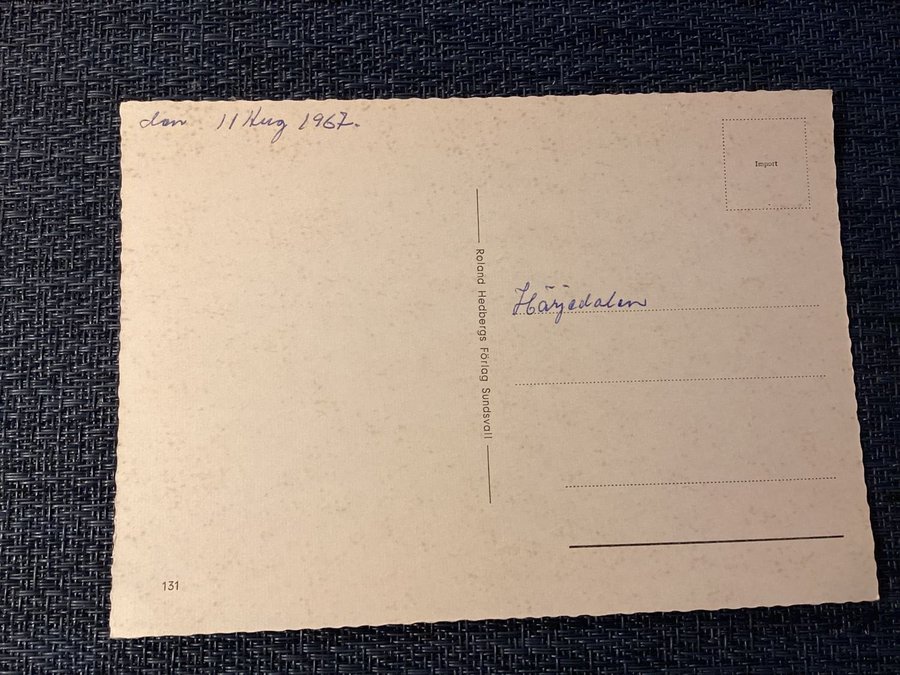 den 11 Aug 1967.
Import
Roland Hedbergs Förlag Sundsvall
Härjedalen
131